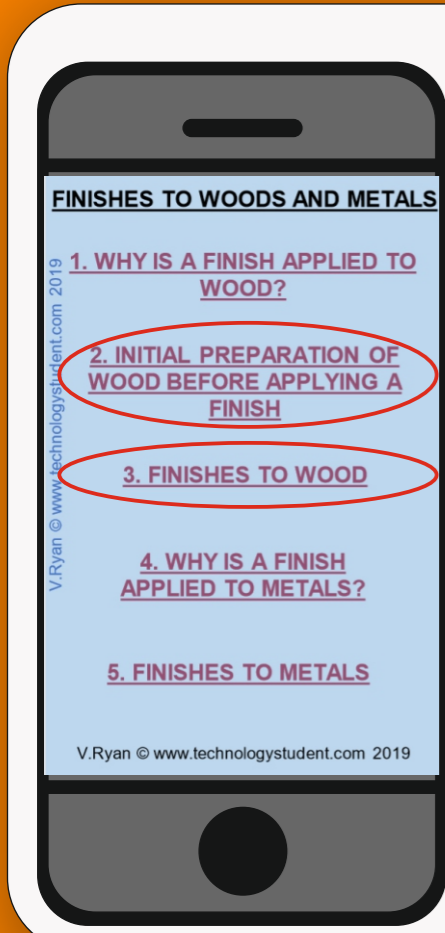 FINISHES TO WOODS AND METALS
1. WHY IS A FINISH APPLIED TO
WOOD?
2. INITIAL PREPARATION OF
WOOD BEFORE APPLYING A
FINISH
3. FINISHES TO WOOD
4. WHY IS A FINISH
APPLIED TO METALS?
5. FINISHES TO METALS
V.Ryan © www.technologystudent.com 2019
V.Ryan © www.technologystudent.com 2019